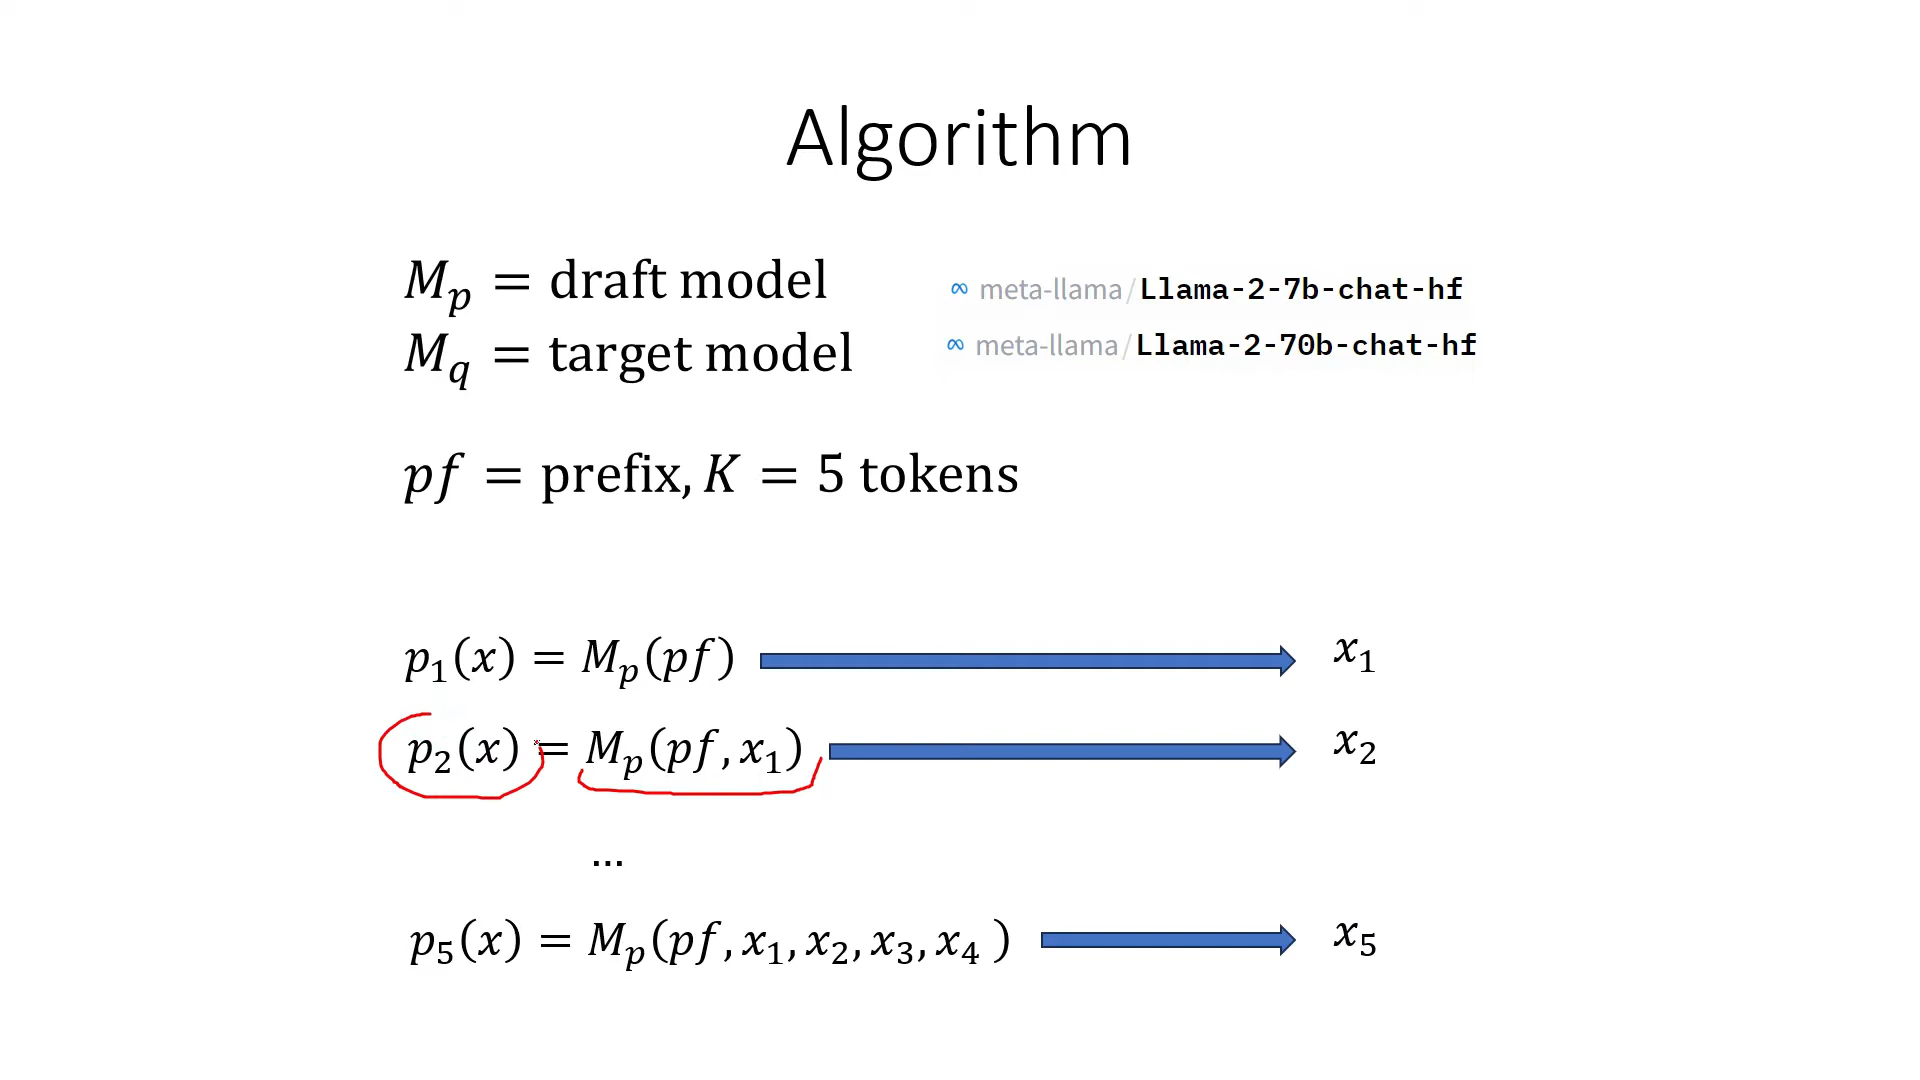 Algorithm
M_p = draft model
∞ meta-llama/Llama-2-7b-chat-hf
M_q = target model
∞ meta-llama/Llama-2-70b-chat-hf
pf = prefix, K = 5 tokens
p_1(x) = M_p(pf) x_1
p_2(x) = M_p(pf, x_1) x_2
...
p_5(x) = M_p(pf, x_1, x_2, x_3, x_4 ) x_5